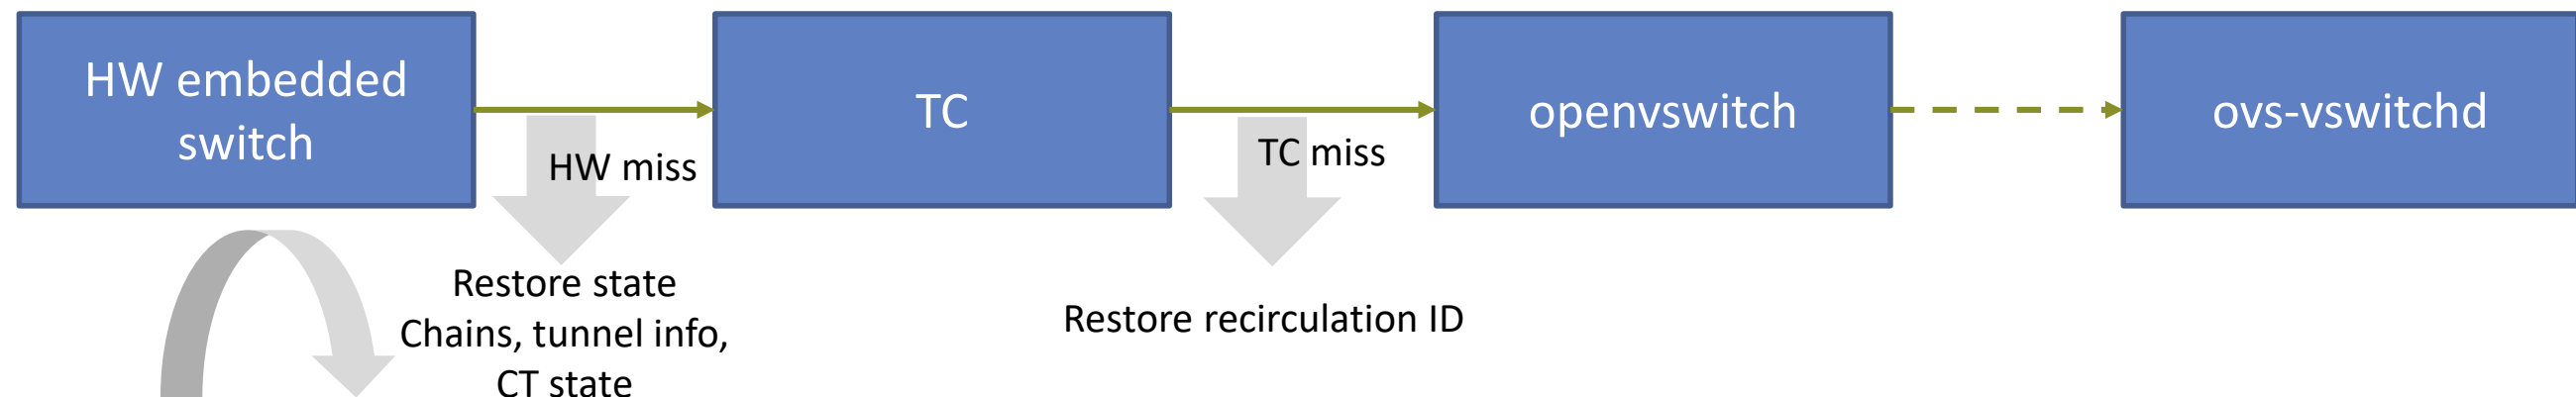 HW embedded
switch
TC
openvswitch
ovs-vswitchd
HW miss
TC miss
Restore state
Chains, tunnel info,
CT state
Restore recirculation ID